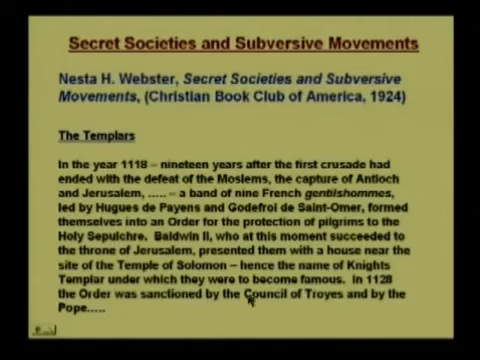 Secret Societies and Subversive Movements
Nesta H. Webster, Secret Societies and Subversive
Movements, (Christian Book Club of America, 1924)
The Templars
In the year 1118 – nineteen years after the first crusade had
ended with the defeat of the Moslems, the capture of Antioch
and Jerusalem, ..... – a band of nine French gentilshommes,
led by Hugues de Payens and Godefroi de Saint-Omer, formed
themselves into an Order for the protection of pilgrims to the
Holy Sepulchre. Baldwin II, who at this moment succeeded to
the throne of Jerusalem, presented them with a house near the
site of the Temple of Solomon – hence the name of Knights
Templar under which they were to become famous. In 1128
the Order was sanctioned by the Council of Troyes and by the
Pope.....